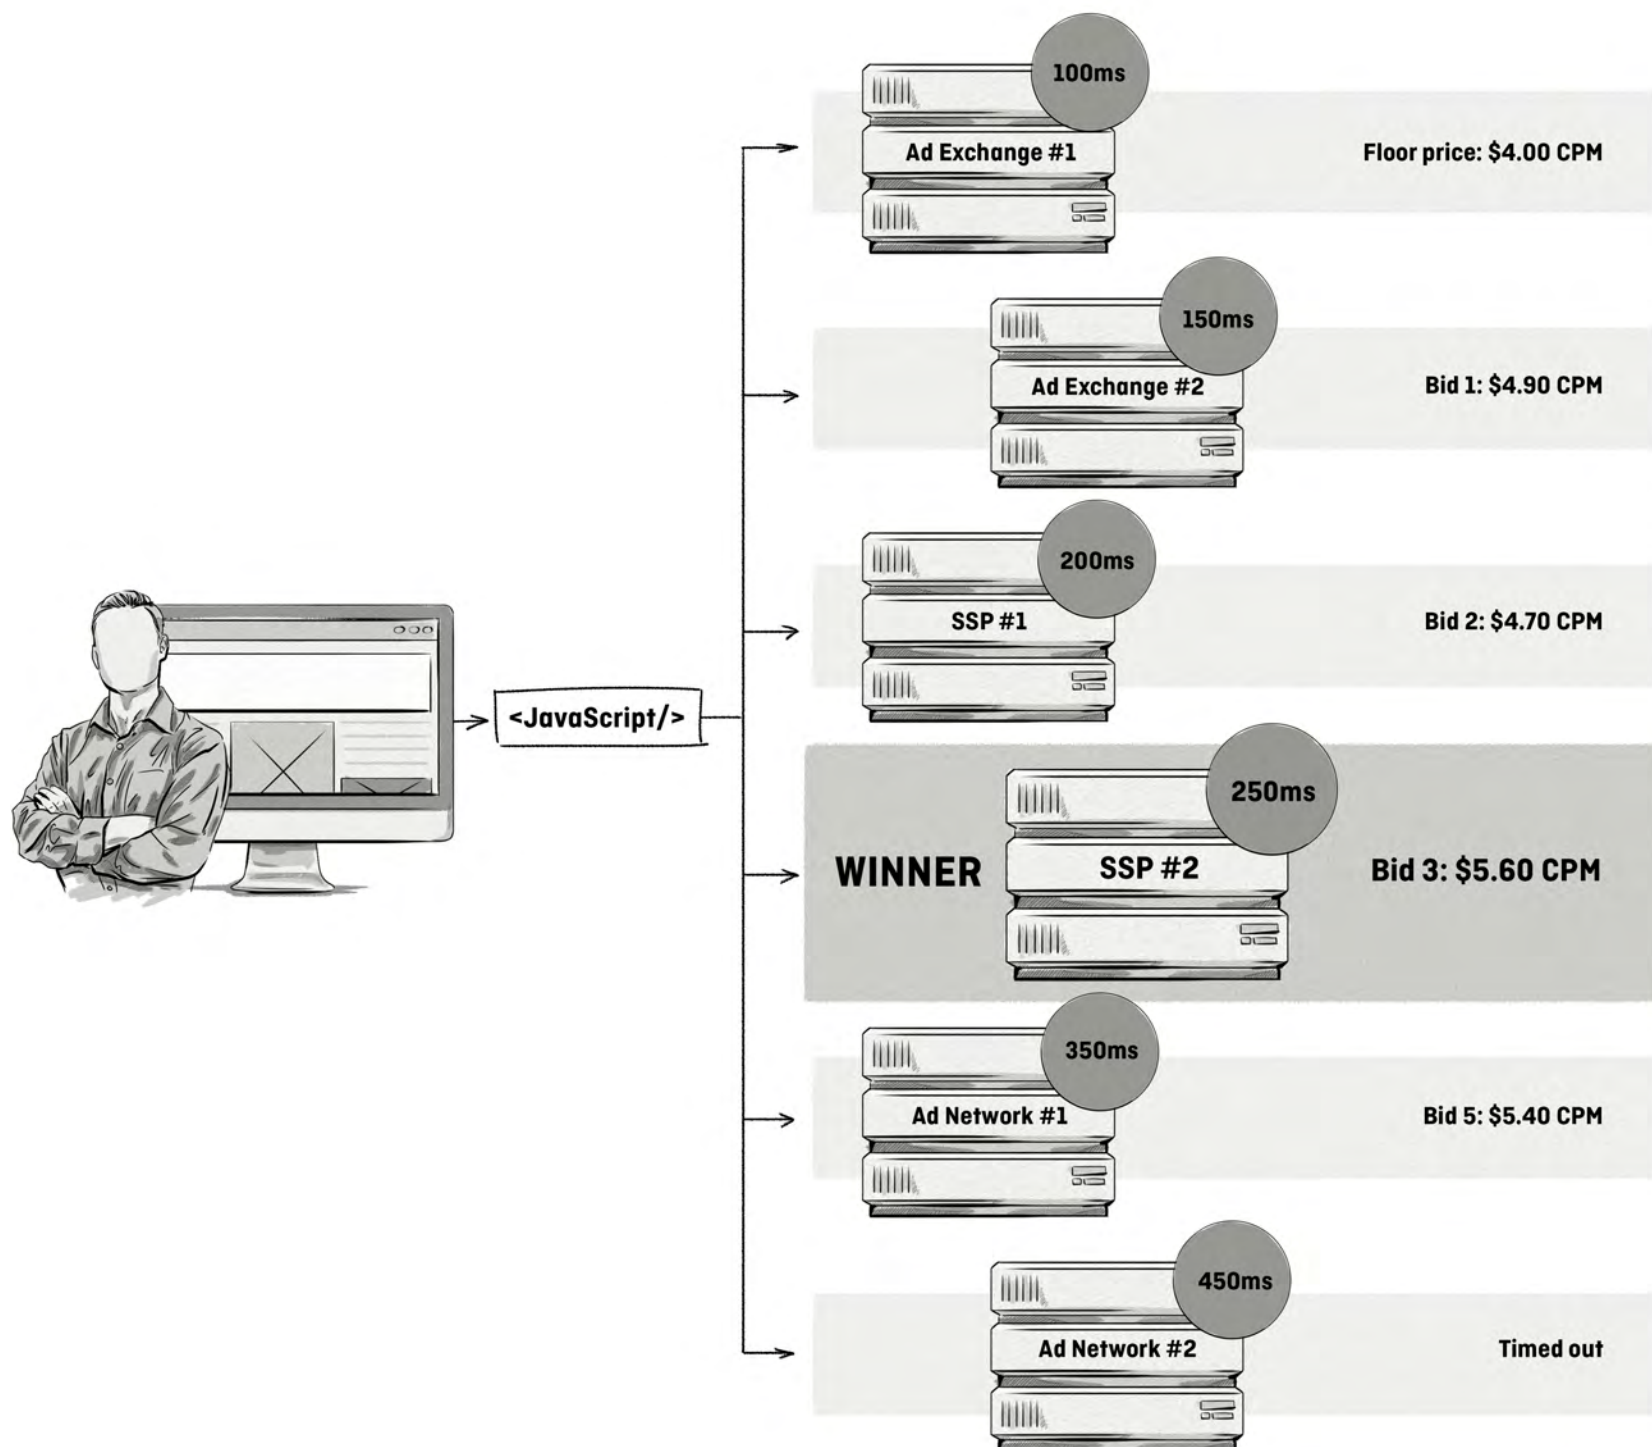 100ms
Ad Exchange #1
Floor price: $4.00 CPM
150ms
Ad Exchange #2
Bid 1: $4.90 CPM
200ms
SSP #1
Bid 2: $4.70 CPM
<JavaScript/>
250ms
WINNER
SSP #2
Bid 3: $5.60 CPM
350ms
Ad Network #1
Bid 5: $5.40 CPM
450ms
Ad Network #2
Timed out